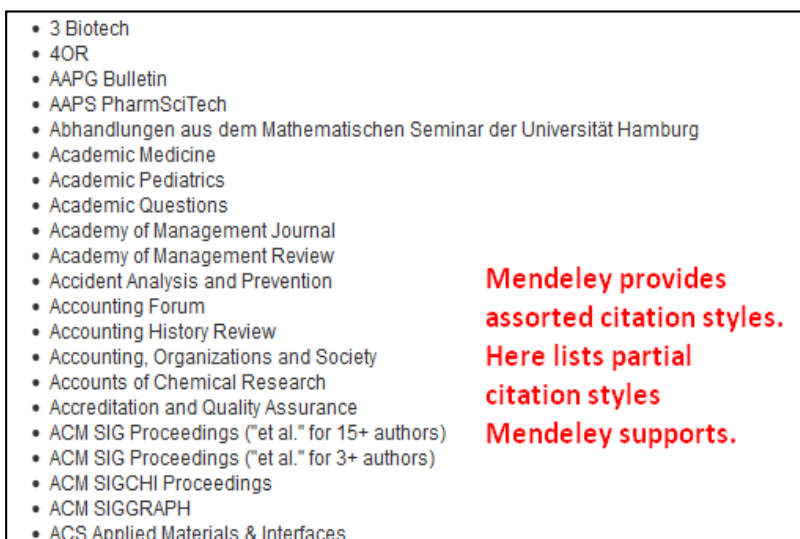 • 3 Biotech
• 4OR
• AAPG Bulletin
• AAPS PharmSciTech
• Abhandlungen aus dem Mathematischen Seminar der Universität Hamburg
• Academic Medicine
• Academic Pediatrics
• Academic Questions
• Academy of Management Journal
• Academy of Management Review
• Accident Analysis and Prevention
• Accounting Forum
• Accounting History Review
• Accounting, Organizations and Society
• Accounts of Chemical Research
• Accreditation and Quality Assurance
• ACM SIG Proceedings ("et al." for 15+ authors)
• ACM SIG Proceedings ("et al." for 3+ authors)
• ACM SIGCHI Proceedings
• ACM SIGGRAPH
• ACS Applied Materials & Interfaces
Mendeley provides
assorted citation styles.
Here lists partial
citation styles
Mendeley supports.